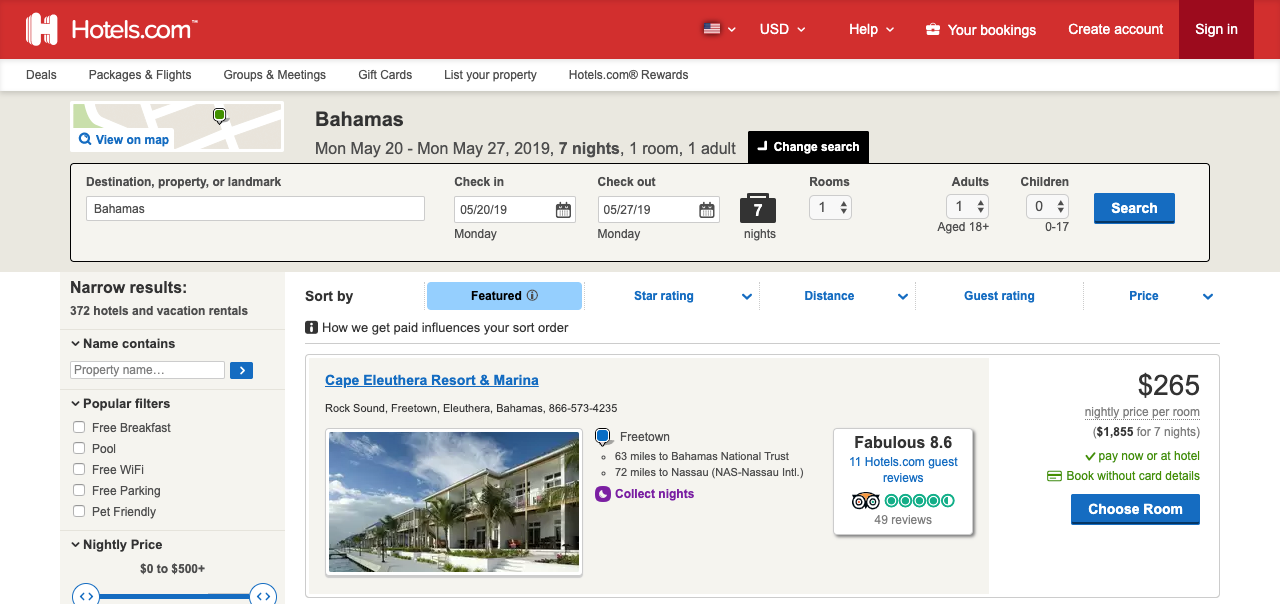 Hotels.com™
USD
Help
Your bookings
Create account
Sign in
Deals
Packages & Flights
Groups & Meetings
Gift Cards
List your property
Hotels.com® Rewards
View on map
Bahamas
Mon May 20 - Mon May 27, 2019, 7 nights, 1 room, 1 adult
Change search
Destination, property, or landmark
Bahamas
Check in
05/20/19
Monday
Check out
05/27/19
Monday
7
nights
Rooms
1
Adults
1
Aged 18+
Children
0
0-17
Search
Narrow results:
372 hotels and vacation rentals
Name contains
Property name…
Popular filters
Free Breakfast
Pool
Free WiFi
Free Parking
Pet Friendly
Nightly Price
$0 to $500+
Sort by
Featured
Star rating
Distance
Guest rating
Price
How we get paid influences your sort order
Cape Eleuthera Resort & Marina
Rock Sound, Freetown, Eleuthera, Bahamas, 866-573-4235
Freetown
63 miles to Bahamas National Trust
72 miles to Nassau (NAS-Nassau Intl.)
Collect nights
Fabulous 8.6
11 Hotels.com guest
reviews
49 reviews
$265
nightly price per room
($1,855 for 7 nights)
pay now or at hotel
Book without card details
Choose Room